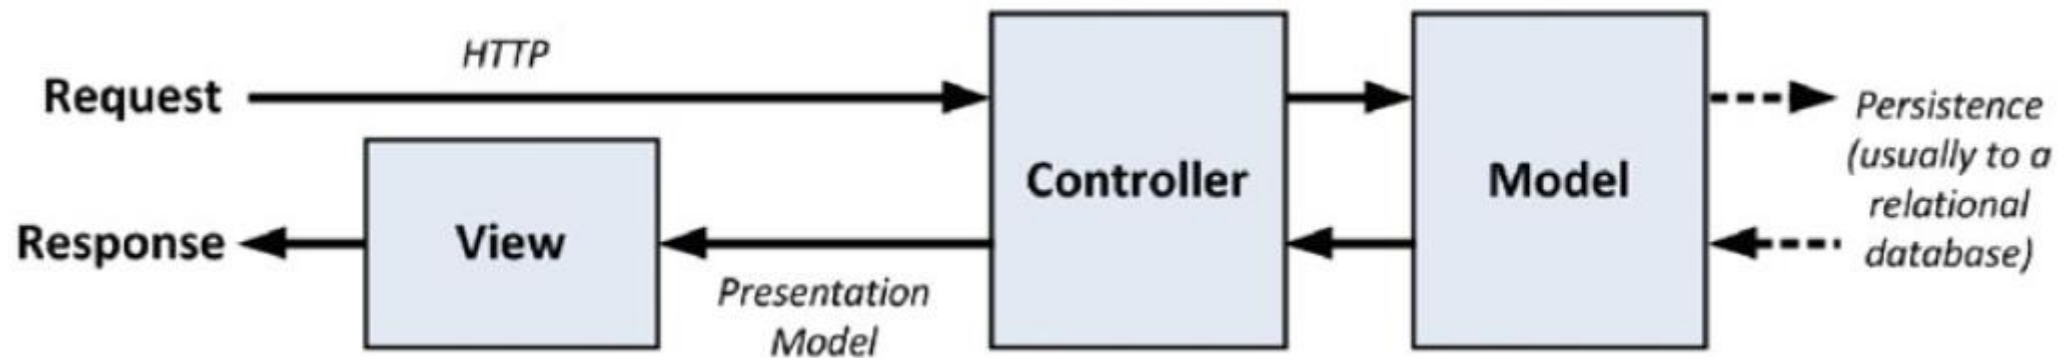 HTTP
Request
Controller
Model
Persistence
(usually to a
relational
database)
View
Response
Presentation
Model